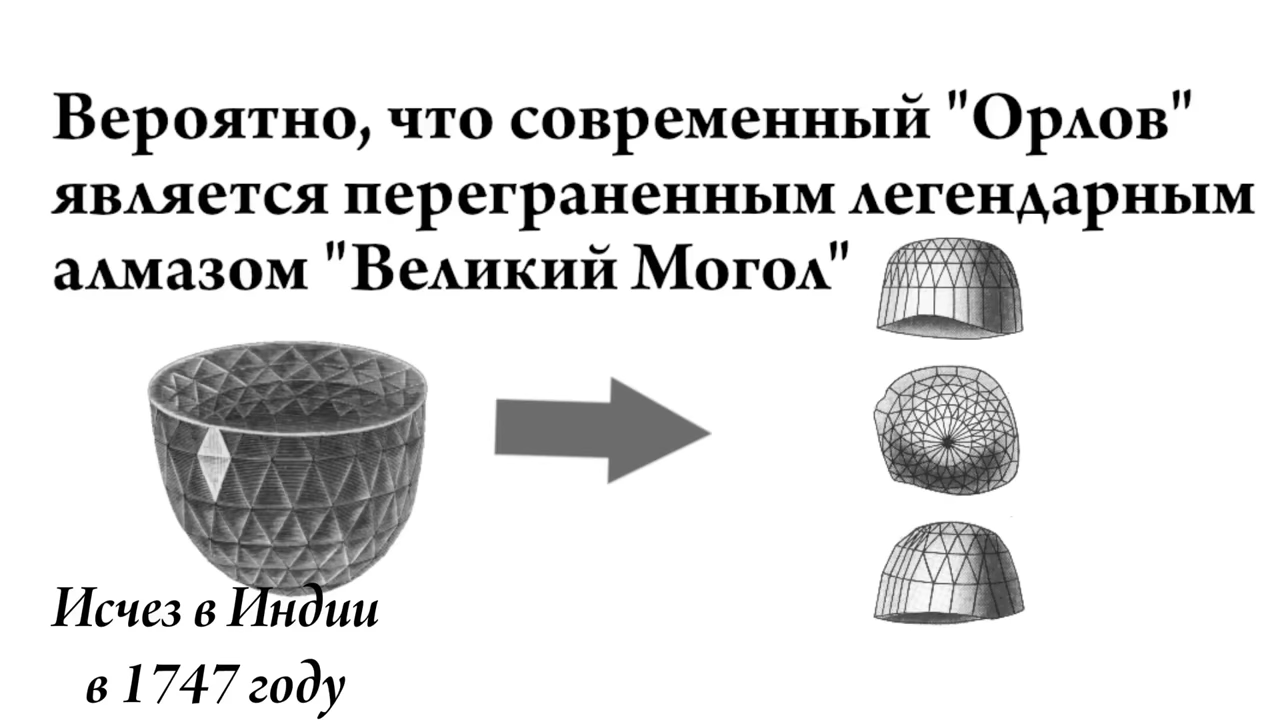 Вероятно, что современный "Орлов"
является переграненным легендарным
алмазом "Великий Могол"
Исчез в Индии
в 1747 году